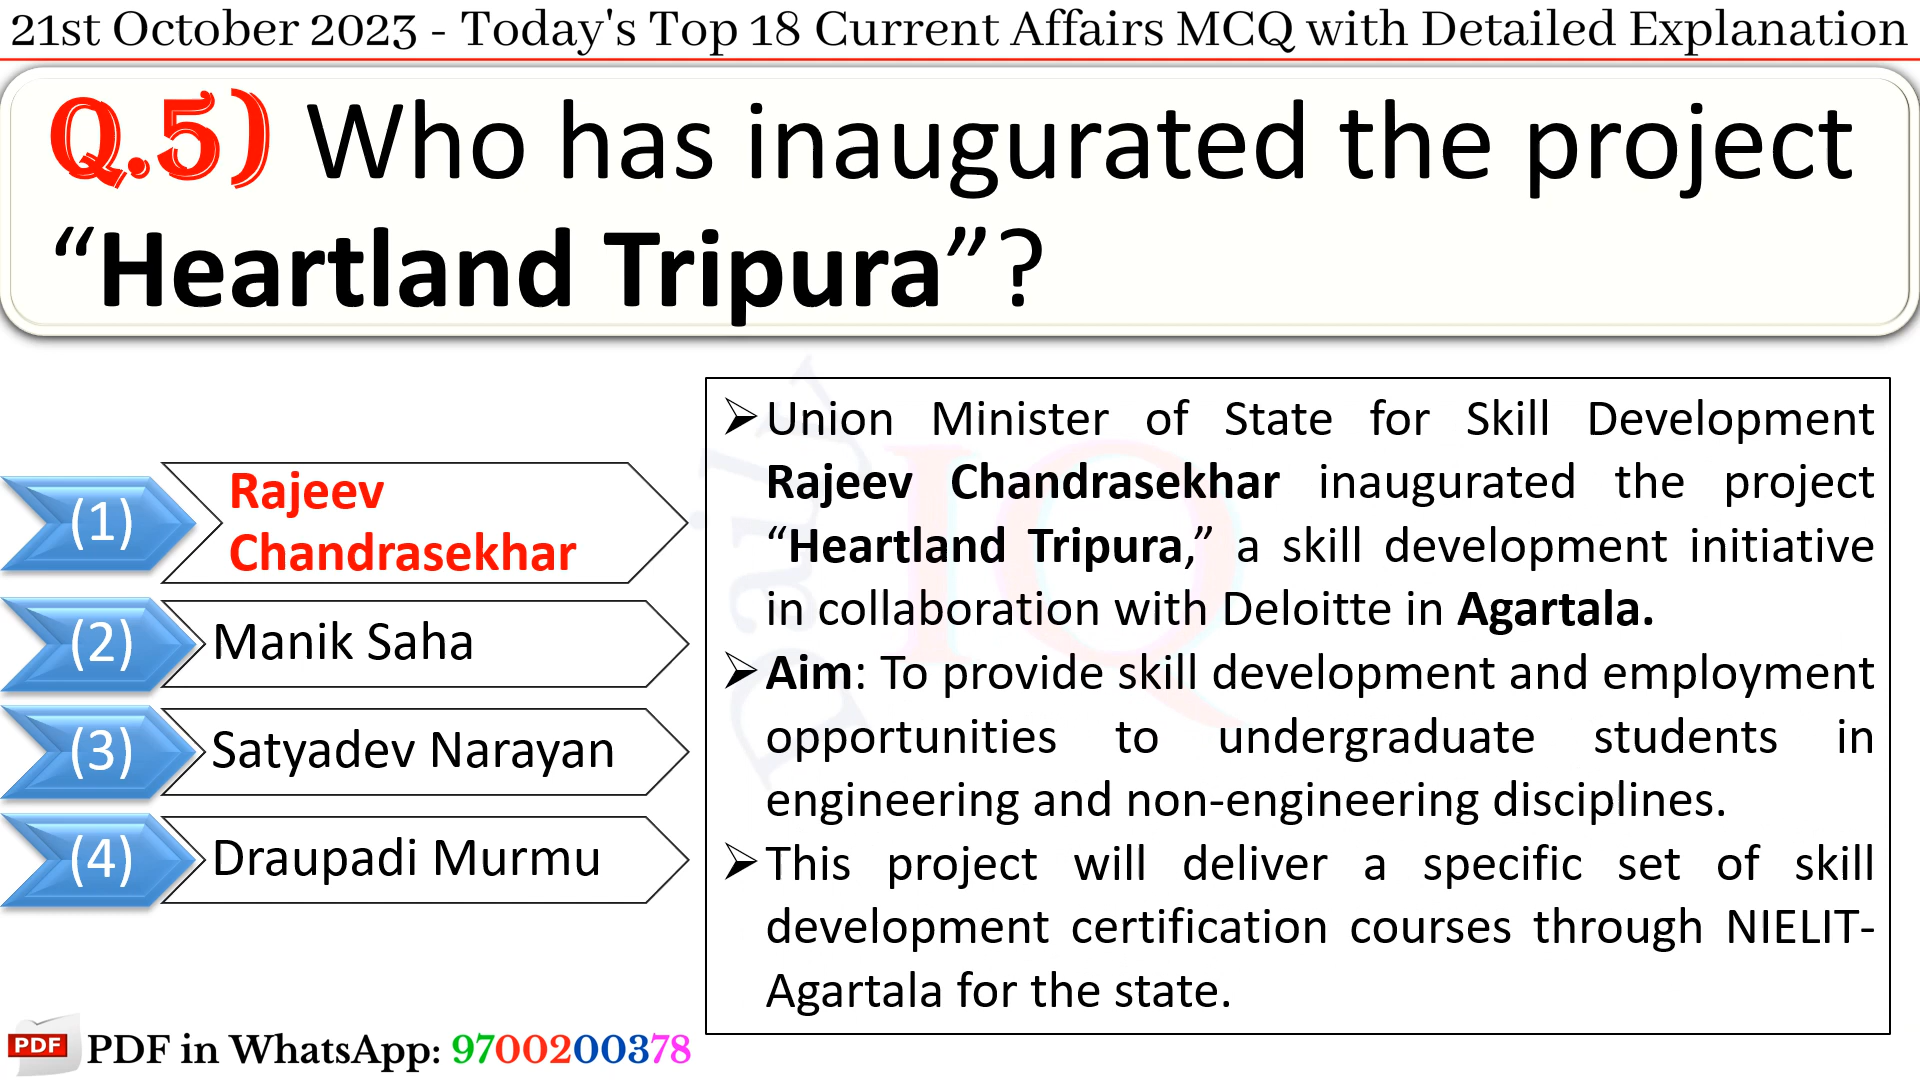 21st October 2023 - Today's Top 18 Current Affairs MCQ with Detailed Explanation
Q.5) Who has inaugurated the project
“Heartland Tripura”?
(1) Rajeev
Chandrasekhar
(2) Manik Saha
(3) Satyadev Narayan
(4) Draupadi Murmu
➢Union Minister of State for Skill Development
Rajeev Chandrasekhar inaugurated the project
“Heartland Tripura,” a skill development initiative
in collaboration with Deloitte in Agartala.
➢Aim: To provide skill development and employment
opportunities to undergraduate students in
engineering and non-engineering disciplines.
➢This project will deliver a specific set of skill
development certification courses through NIELIT-
Agartala for the state.
Daily
IQ
PDF PDF in WhatsApp: 9700200378